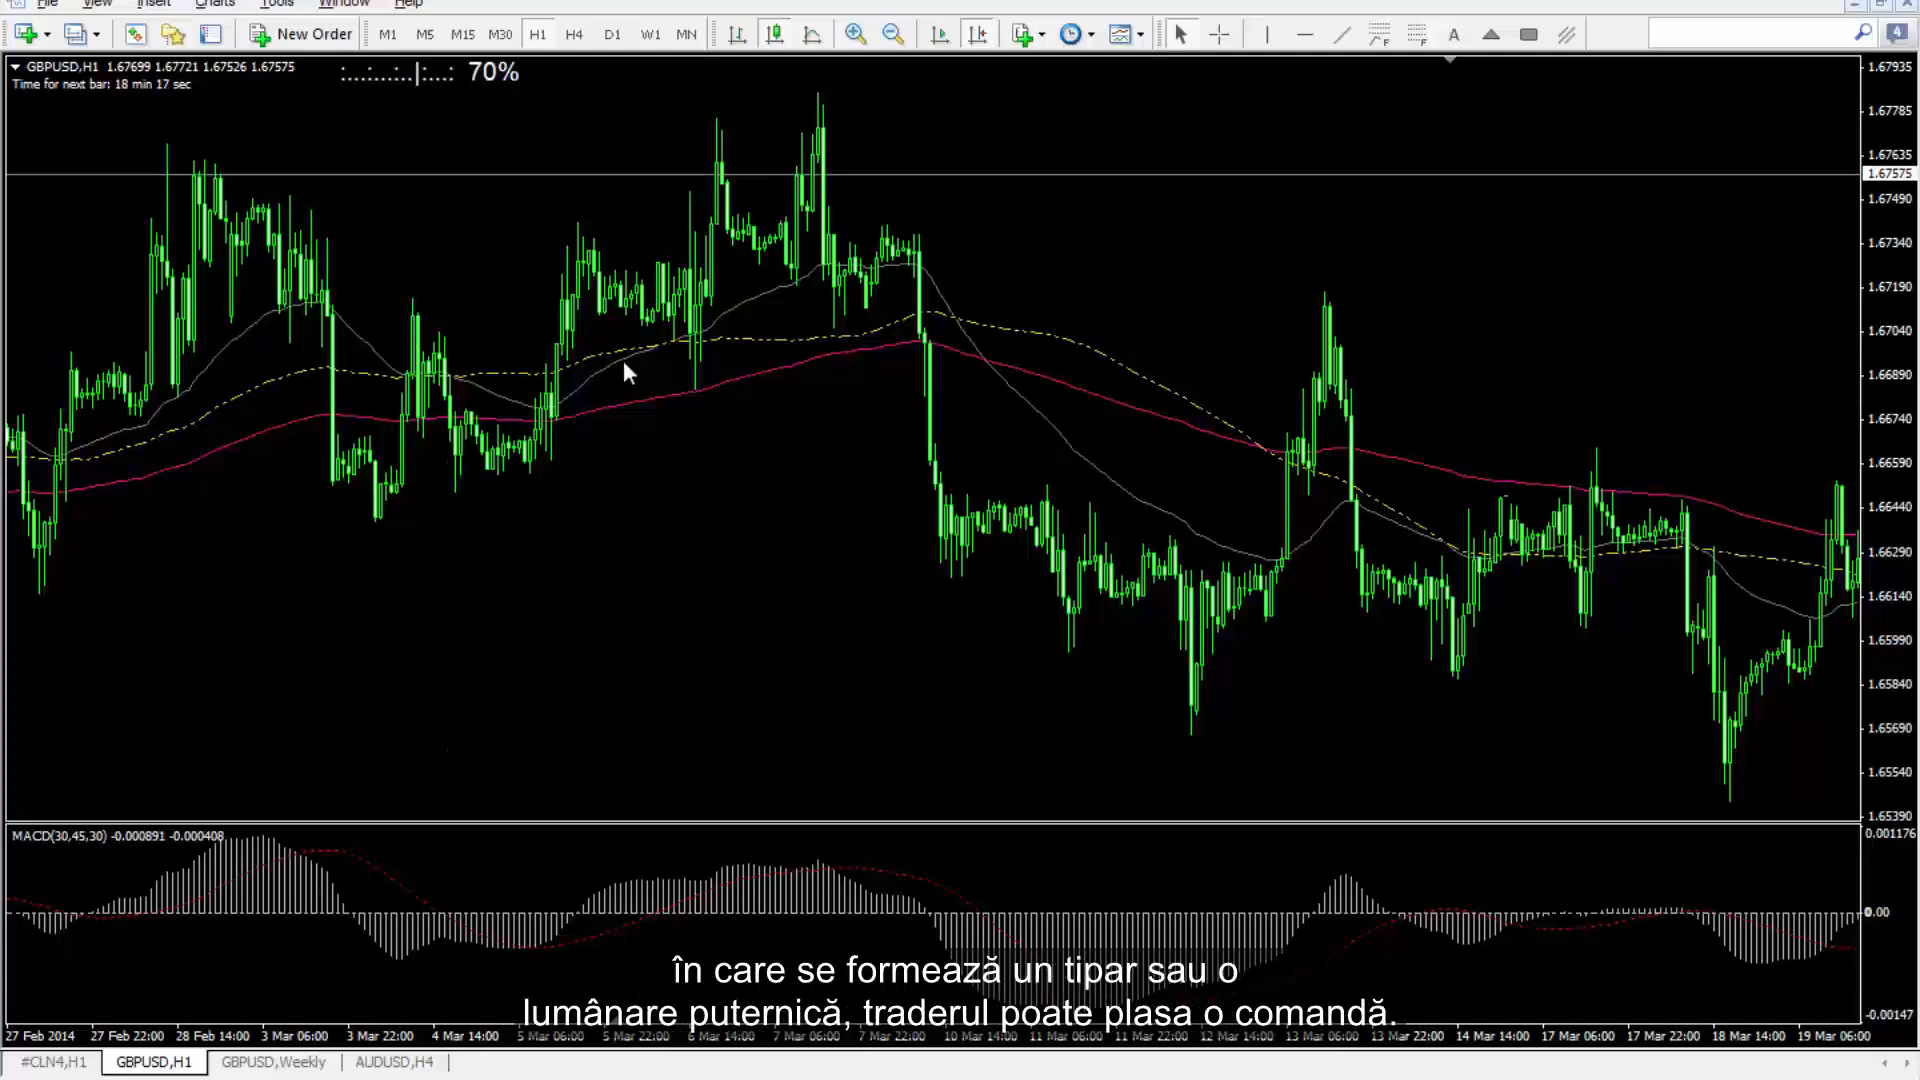 File View Insert Charts Tools Window Help
New Order M1 M5 M15 M30 H1 H4 D1 W1 MN A 4
GBPUSD,H1 1.67699 1.67721 1.67526 1.67575
Time for next bar: 18 min 17 sec
70%
1.67935
1.67785
1.67635
1.67575
1.67490
1.67340
1.67190
1.67040
1.66890
1.66740
1.66590
1.66440
1.66290
1.66140
1.65990
1.65840
1.65690
1.65540
1.65390
MACD(30,45,30) -0.000891 -0.000408
0.001176
0.00
-0.00147
în care se formează un tipar sau o
lumânare puternică, traderul poate plasa o comandă.
27 Feb 2014 27 Feb 22:00 28 Feb 14:00 3 Mar 06:00 3 Mar 22:00 4 Mar 14:00 5 Mar 06:00 5 Mar 22:00 6 Mar 14:00 7 Mar 06:00 7 Mar 22:00 10 Mar 14:00 11 Mar 06:00 11 Mar 22:00 12 Mar 14:00 13 Mar 06:00 13 Mar 22:00 14 Mar 14:00 17 Mar 06:00 17 Mar 22:00 18 Mar 14:00 19 Mar 06:00
#CLN4,H1 GBPUSD,H1 GBPUSD,Weekly AUDUSD,H4